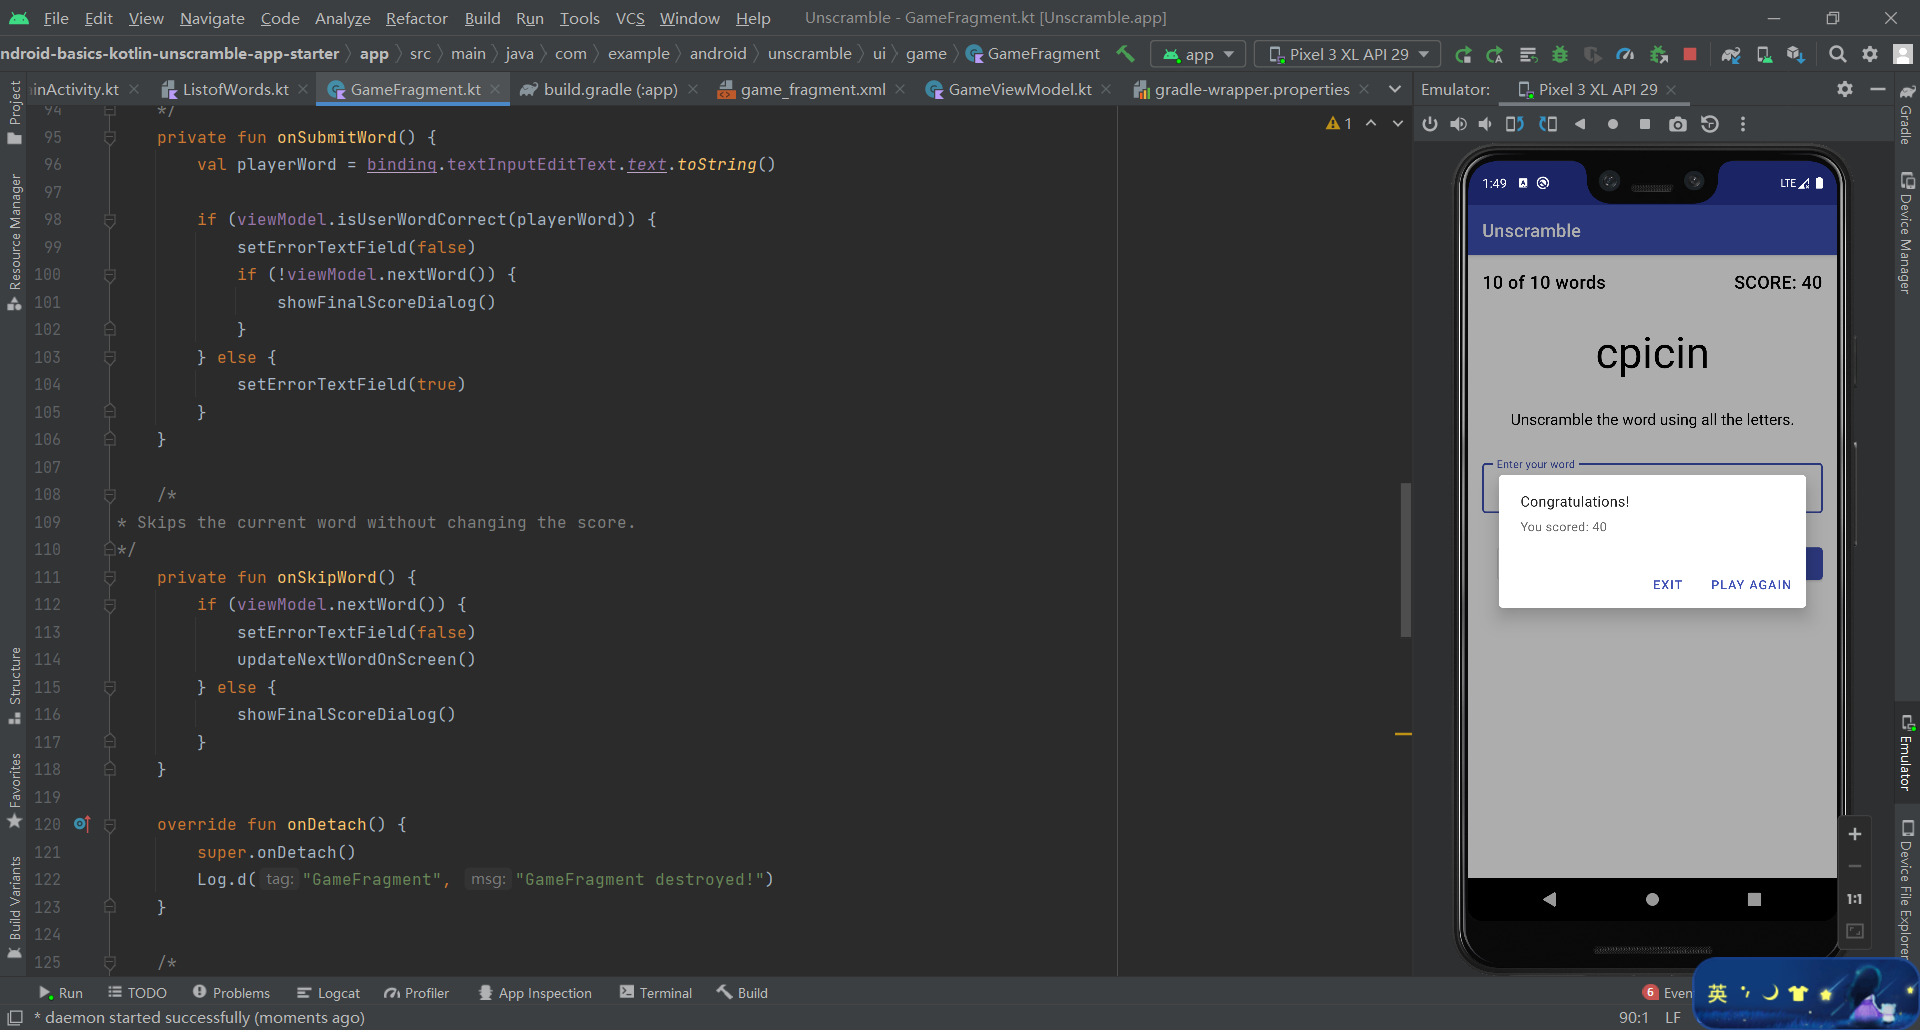 File Edit View Navigate Code Analyze Refactor Build Run Tools VCS Window Help Unscramble - GameFragment.kt [Unscramble.app]
ndroid-basics-kotlin-unscramble-app-starter app src main java com example android unscramble ui game GameFragment app Pixel 3 XL API 29
inActivity.kt ListofWords.kt GameFragment.kt build.gradle (:app) game_fragment.xml GameViewModel.kt gradle-wrapper.properties Emulator: Pixel 3 XL API 29
Project
Resource Manager
Structure
Favorites
Build Variants
94 */
95 private fun onSubmitWord() {
96 val playerWord = binding.textInputEditText.text.toString()
97
98 if (viewModel.isUserWordCorrect(playerWord)) {
99 setErrorTextField(false)
100 if (!viewModel.nextWord()) {
101 showFinalScoreDialog()
102 }
103 } else {
104 setErrorTextField(true)
105 }
106 }
107
108 /*
109 * Skips the current word without changing the score.
110 */
111 private fun onSkipWord() {
112 if (viewModel.nextWord()) {
113 setErrorTextField(false)
114 updateNextWordOnScreen()
115 } else {
116 showFinalScoreDialog()
117 }
118 }
119
120 override fun onDetach() {
121 super.onDetach()
122 Log.d( tag: "GameFragment", msg: "GameFragment destroyed!")
123 }
124
125 /*
1
1:49 LTE
Unscramble
10 of 10 words SCORE: 40
cpicin
Unscramble the word using all the letters.
Enter your word
Congratulations!
You scored: 40
EXIT PLAY AGAIN
1:1
Gradle
Device Manager
Emulator
Device File Explorer
Run TODO Problems Logcat Profiler App Inspection Terminal Build 6 Even
英
* daemon started successfully (moments ago) 90:1 LF